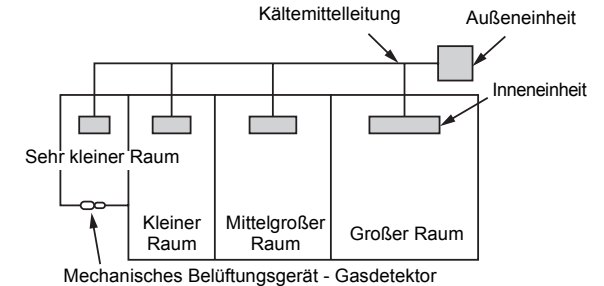 Kältemittelleitung
Außeneinheit
Inneneinheit
Sehr kleiner Raum
Kleiner
Raum
Mittelgroßer
Raum
Großer Raum
Mechanisches Belüftungsgerät - Gasdetektor